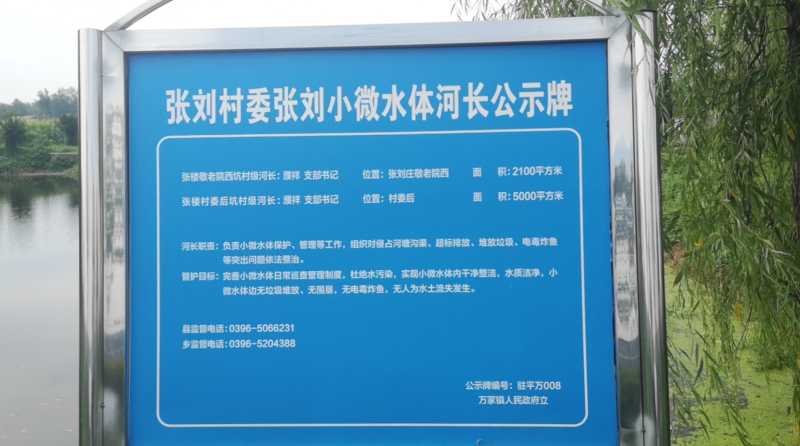 张刘村委张刘小微水体河长公示牌
张楼敬老院西坑村级河长：濮祥 支部书记 位置：张刘庄敬老院西 面 积：2100平方米
张楼村委后坑村级河长：濮祥 支部书记 位置：村委后 面 积：5000平方米
河长职责：负责小微水体保护、管理等工作，组织对侵占河塘沟渠、超标排放、堆放垃圾、电毒炸鱼
等突出问题依法整治。
管护目标：完善小微水体日常巡查管理制度，杜绝水污染，实现小微水体内干净整洁，水质洁净，小
微水体边无垃圾堆放、无围垦，无电毒炸鱼，无人为水土流失发生。
县监督电话：0396-5066231
乡监督电话：0396-5204388
公示牌编号：驻平万008
万家镇人民政府立